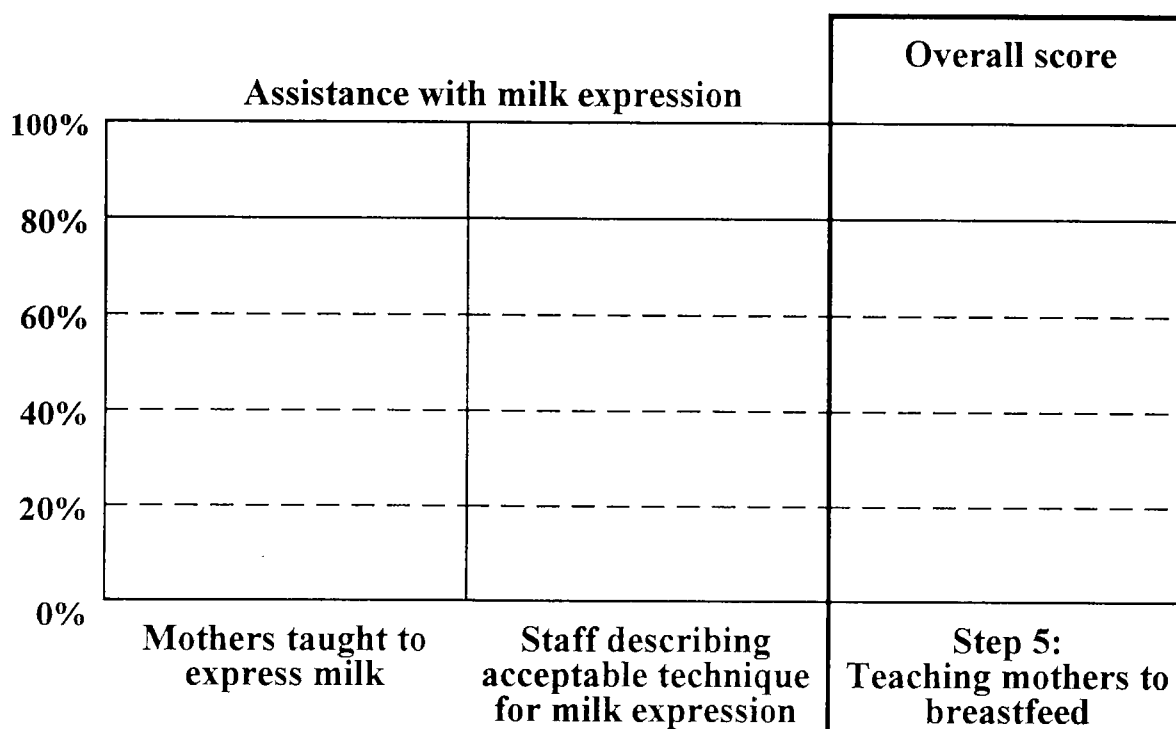 Overall score
Assistance with milk expression
100%
80%
60%
40%
20%
0%
Mothers taught to
express milk
Staff describing
acceptable technique
for milk expression
Step 5:
Teaching mothers to
breastfeed